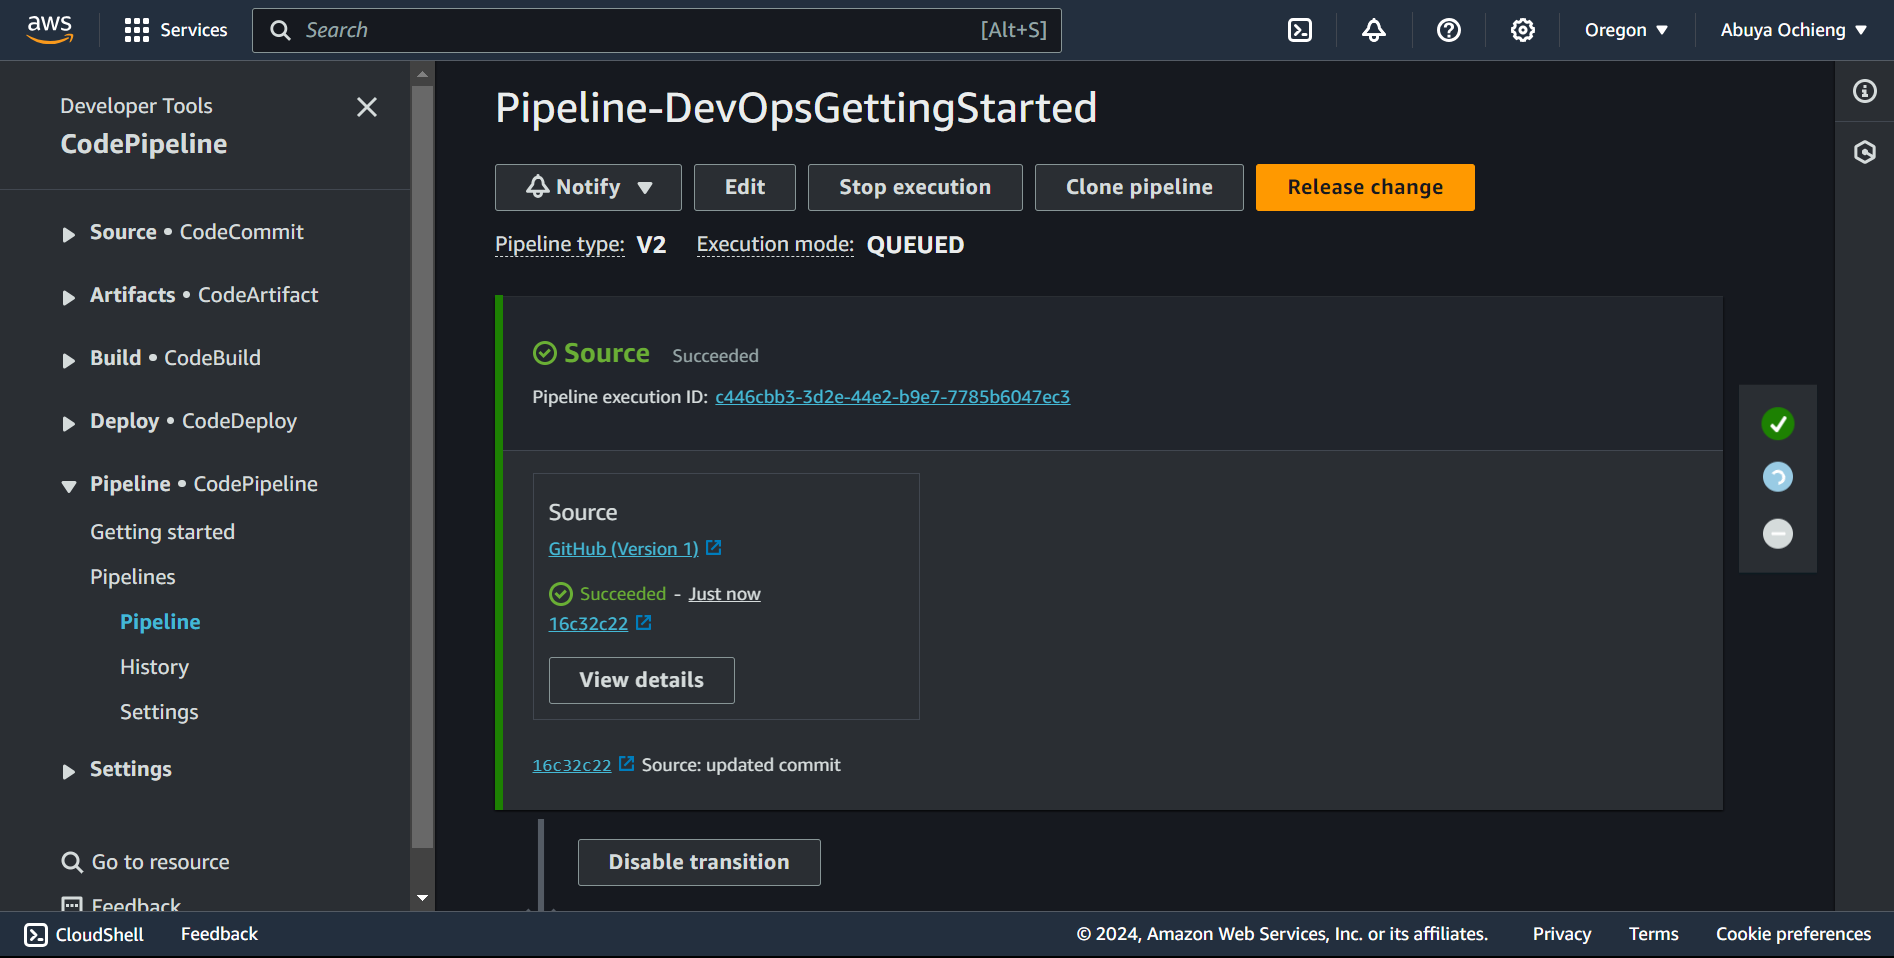 aws
Services
Search
[Alt+S]
Oregon
Abuya Ochieng
Developer Tools
CodePipeline
Source • CodeCommit
Artifacts • CodeArtifact
Build • CodeBuild
Deploy • CodeDeploy
Pipeline • CodePipeline
Getting started
Pipelines
Pipeline
History
Settings
Settings
Go to resource
Feedback
Pipeline-DevOpsGettingStarted
Notify
Edit
Stop execution
Clone pipeline
Release change
Pipeline type: V2
Execution mode: QUEUED
Source Succeeded
Pipeline execution ID: c446cbb3-3d2e-44e2-b9e7-7785b6047ec3
Source
GitHub (Version 1)
Succeeded - Just now
16c32c22
View details
16c32c22 Source: updated commit
Disable transition
CloudShell
Feedback
© 2024, Amazon Web Services, Inc. or its affiliates.
Privacy
Terms
Cookie preferences